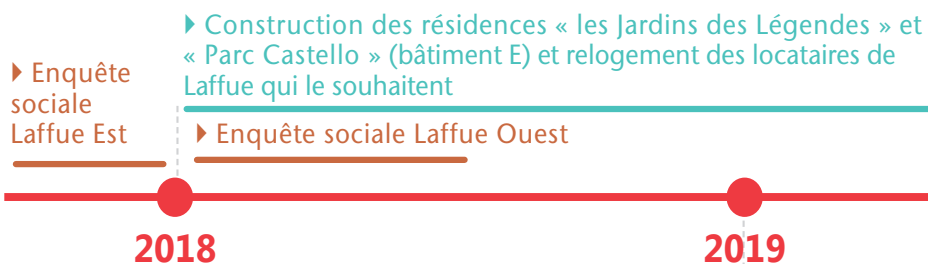 Construction des résidences « les Jardins des Légendes » et
« Parc Castello » (bâtiment E) et relogement des locataires de
Laffue qui le souhaitent
Enquête
sociale
Laffue Est
Enquête sociale Laffue Ouest
2018
2019